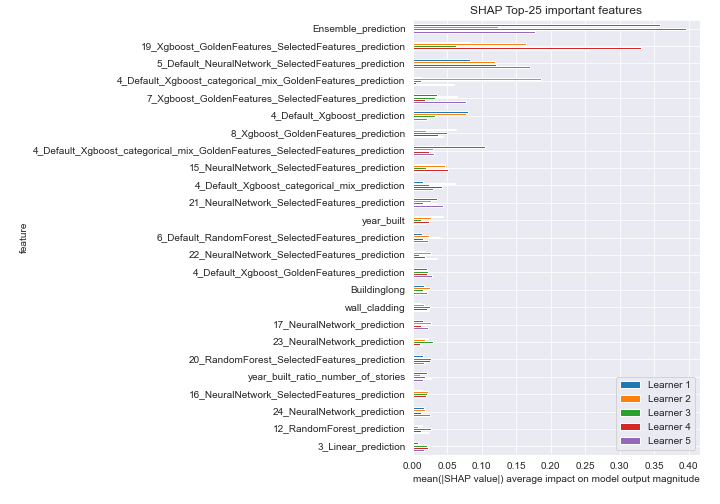 SHAP Top-25 important features
Ensemble_prediction
19_Xgboost_GoldenFeatures_SelectedFeatures_prediction
5_Default_NeuralNetwork_SelectedFeatures_prediction
4_Default_Xgboost_categorical_mix_GoldenFeatures_prediction
7_Xgboost_GoldenFeatures_SelectedFeatures_prediction
4_Default_Xgboost_prediction
8_Xgboost_GoldenFeatures_prediction
4_Default_Xgboost_categorical_mix_GoldenFeatures_SelectedFeatures_prediction
15_NeuralNetwork_SelectedFeatures_prediction
4_Default_Xgboost_categorical_mix_prediction
21_NeuralNetwork_SelectedFeatures_prediction
year_built
feature
6_Default_RandomForest_SelectedFeatures_prediction
22_NeuralNetwork_SelectedFeatures_prediction
4_Default_Xgboost_GoldenFeatures_prediction
Buildinglong
wall_cladding
17_NeuralNetwork_prediction
23_NeuralNetwork_prediction
20_RandomForest_SelectedFeatures_prediction
year_built_ratio_number_of_stories
16_NeuralNetwork_SelectedFeatures_prediction
24_NeuralNetwork_prediction
12_RandomForest_prediction
3_Linear_prediction
Learner 1
Learner 2
Learner 3
Learner 4
Learner 5
0.00 0.05 0.10 0.15 0.20 0.25 0.30 0.35 0.40
mean(|SHAP value|) average impact on model output magnitude